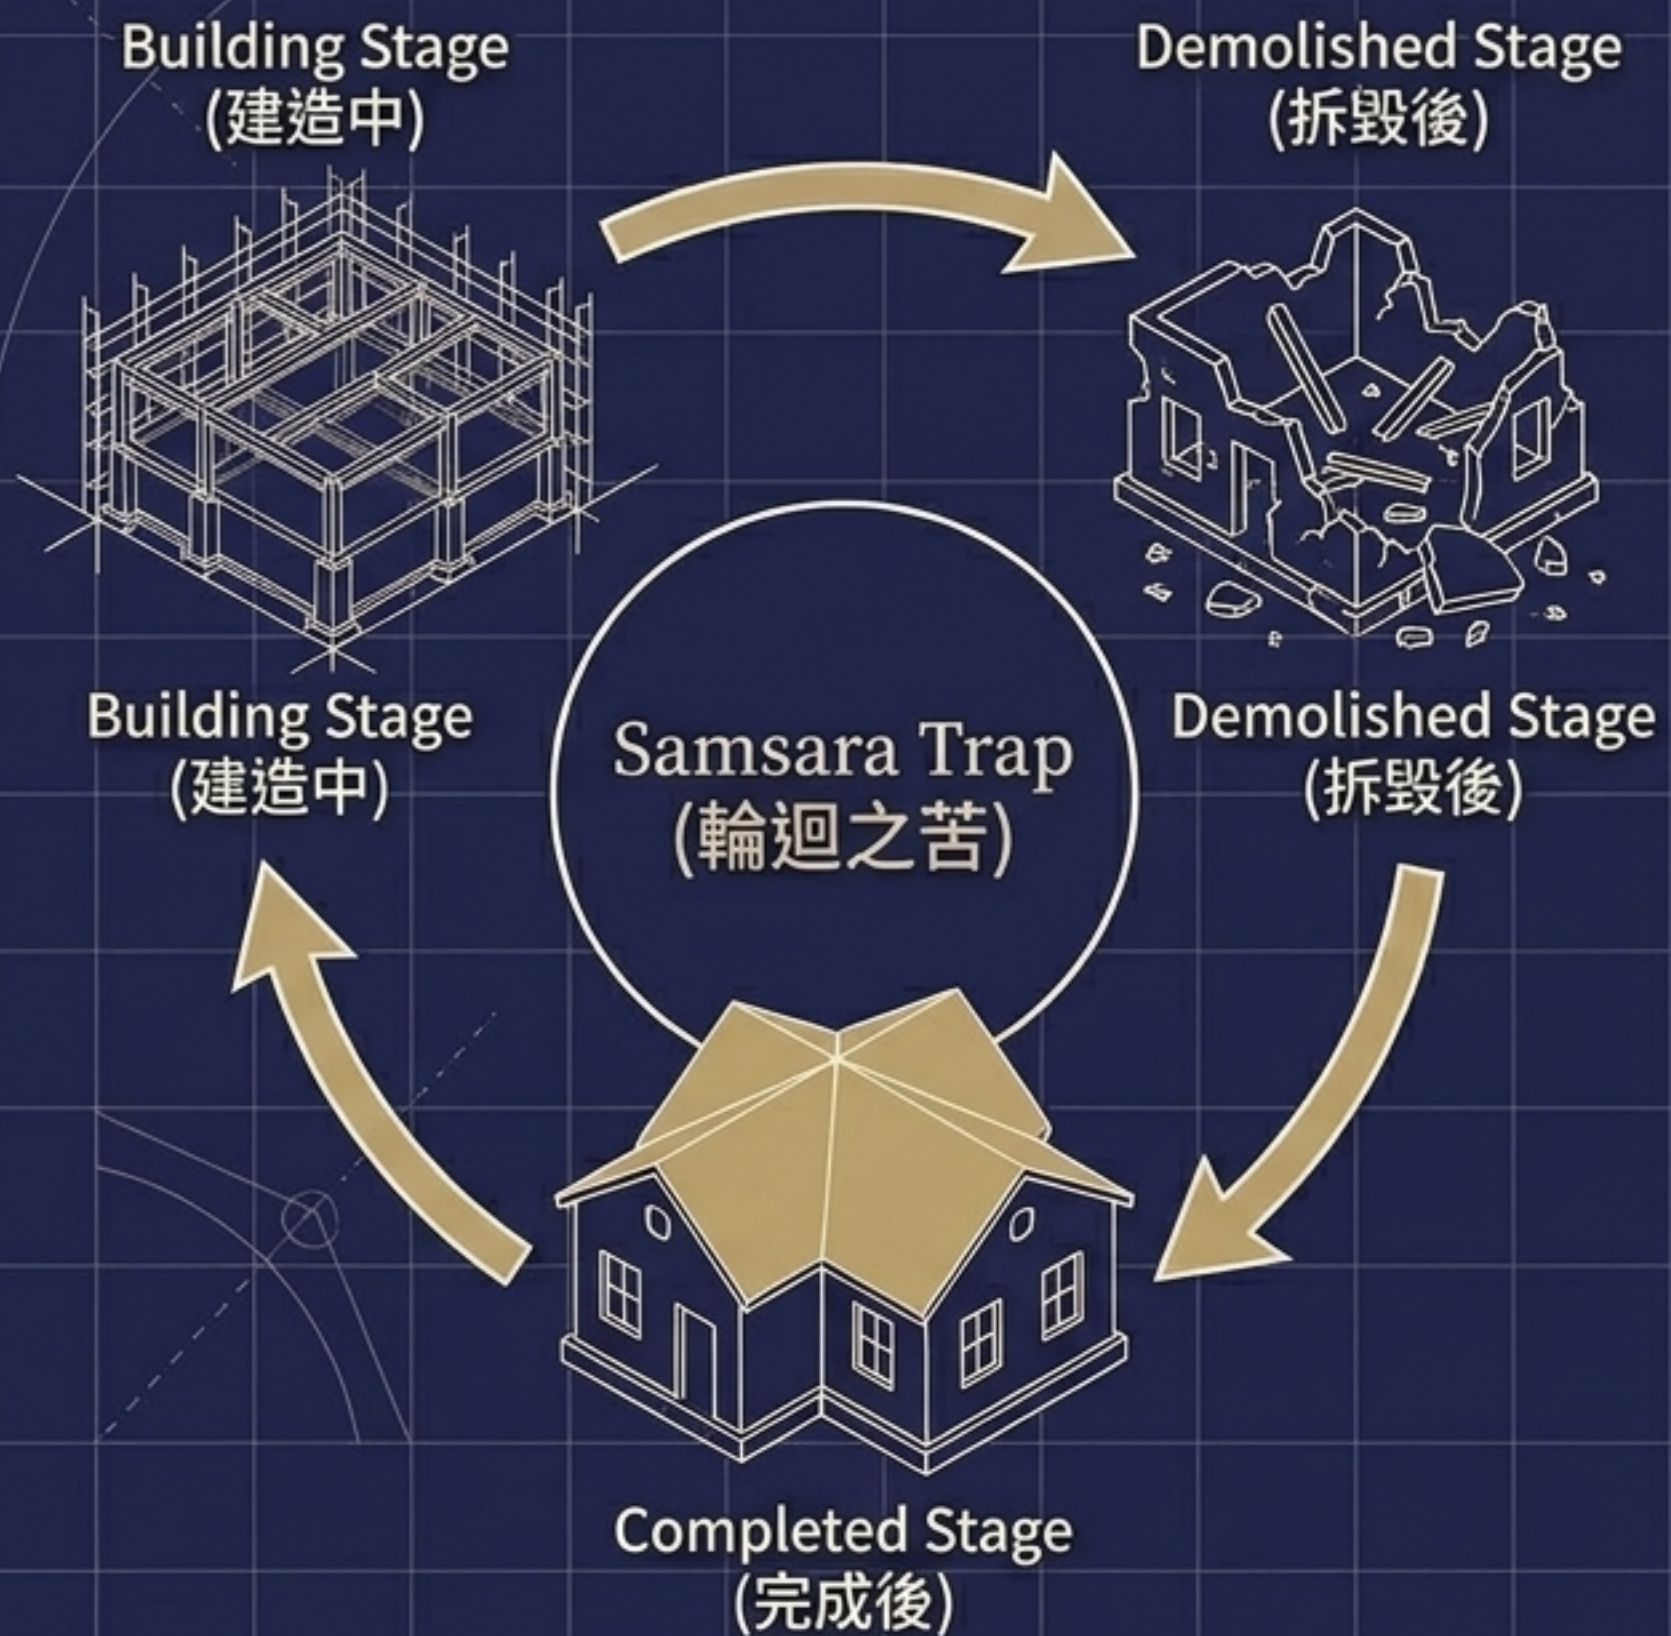 Building Stage
(建造中)
Demolished Stage
(拆毀後)
Building Stage
(建造中)
Samsara Trap
(輪迴之苦)
Demolished Stage
(拆毀後)
Completed Stage
(完成後)